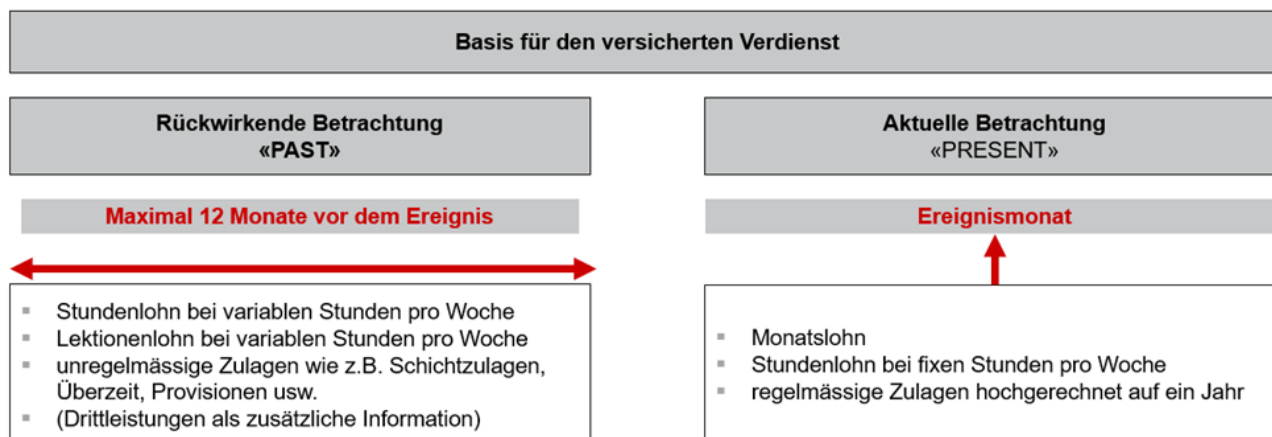 Basis für den versicherten Verdienst
Rückwirkende Betrachtung
«PAST»
Maximal 12 Monate vor dem Ereignis
▪ Stundenlohn bei variablen Stunden pro Woche
▪ Lektionenlohn bei variablen Stunden pro Woche
▪ unregelmässige Zulagen wie z.B. Schichtzulagen,
Überzeit, Provisionen usw.
▪ (Drittleistungen als zusätzliche Information)
Aktuelle Betrachtung
«PRESENT»
Ereignismonat
▪ Monatslohn
▪ Stundenlohn bei fixen Stunden pro Woche
▪ regelmässige Zulagen hochgerechnet auf ein Jahr